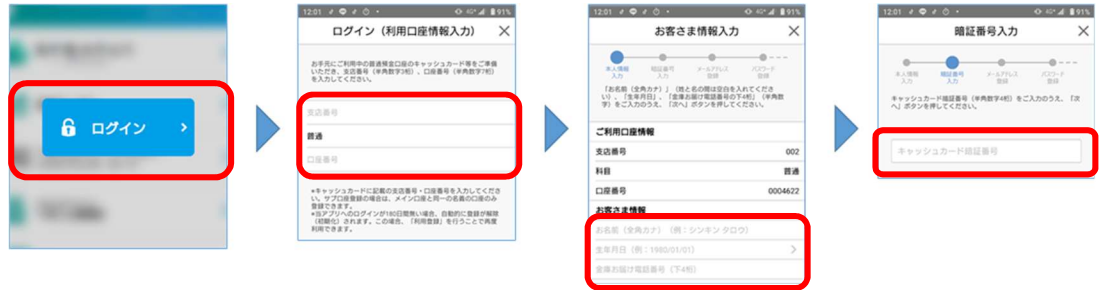 ログイン
12:01
4G+ 91%
ログイン（利用口座情報入力）
お手元にご利用中の普通預金口座のキャッシュカード等をご準備
いただき、支店番号（半角数字3桁）、口座番号（半角数字7桁）
を入力してください。
支店番号
普通
口座番号
*キャッシュカードに記載の支店番号・口座番号を入力してくださ
い。サブ口座登録の場合は、メイン口座と同一の名義の口座のみ
登録できます。
*当アプリへのログインが180日間無い場合、自動的に登録が解除
（初期化）されます。この場合、「利用登録」を行うことで再度
利用できます。
12:01
4G+ 91%
お客さま情報入力
本人情報
入力
暗証番号
入力
メールアドレス
登録
パスワード
登録
「お名前（全角カナ）」（姓と名の間は空白を入れてくださ
い）、「生年月日」、「金庫お届け電話番号の下4桁」（半角数
字）をご入力のうえ、「次へ」ボタンを押してください。
ご利用口座情報
支店番号 002
科目 普通
口座番号 0004622
お客さま情報
お名前（全角カナ）（例：シンキン タロウ）
生年月日（例：1980/01/01）
金庫お届け電話番号（下4桁）
12:01
4G+ 91%
暗証番号入力
本人情報
入力
暗証番号
入力
メールアドレス
登録
パスワード
登録
キャッシュカード暗証番号（半角数字4桁）をご入力のうえ、「次
へ」ボタンを押してください。
キャッシュカード暗証番号